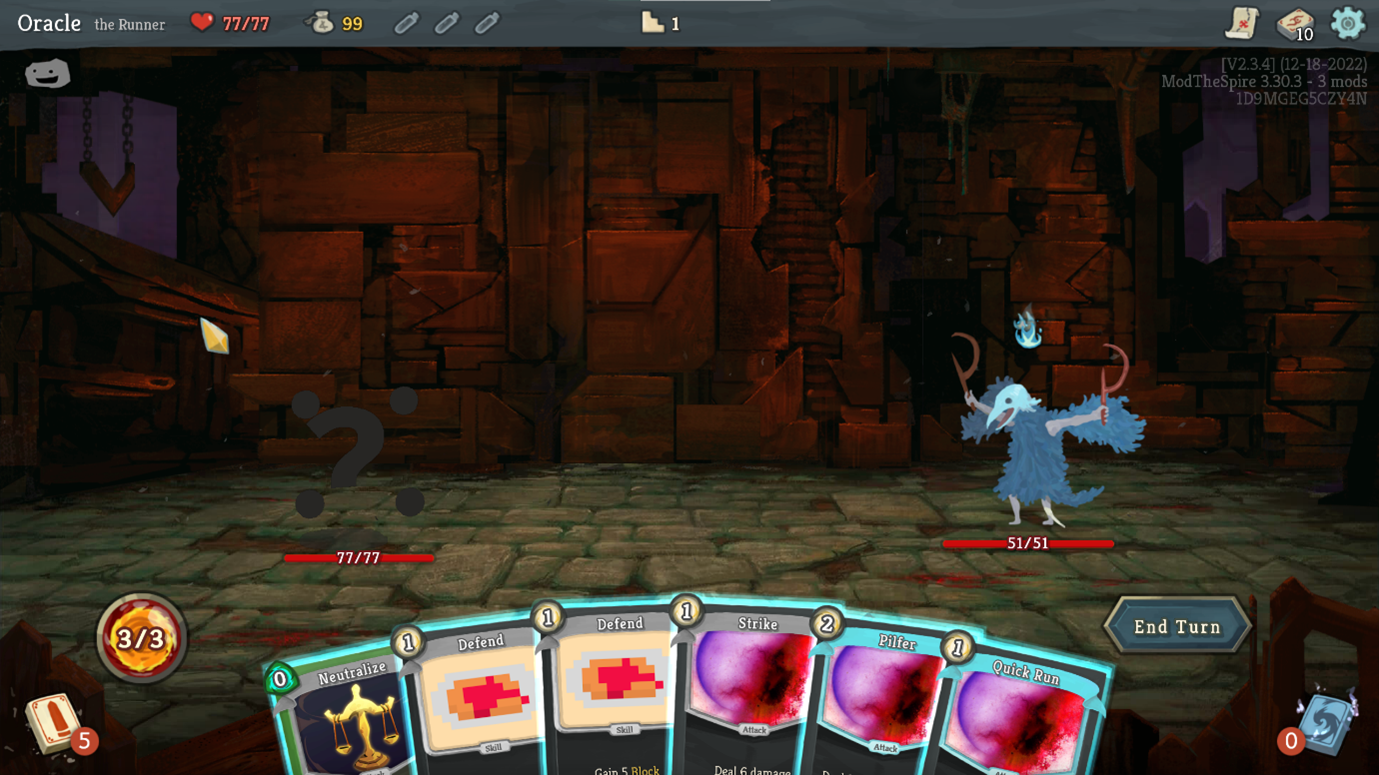 Oracle the Runner 77/77 99 1 10
[V2.3.4] (12-18-2022)
ModTheSpire 3.30.3 - 3 mods
1D9MGEG5CZY4N
77/77
51/51
3/3
End Turn
0 Neutralize
1 Defend
Skill
1 Defend
Skill
Gain 5 Block
1 Strike
Attack
Deal 6 damage
2 Pilfer
Attack
1 Quick Run
5
0